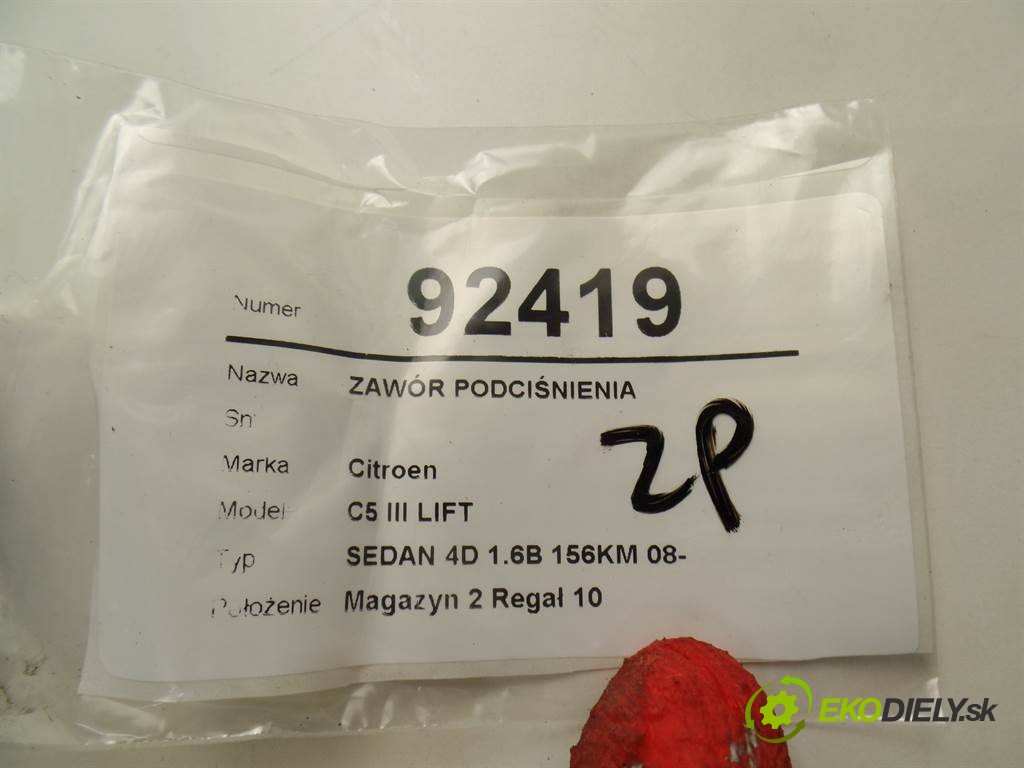 Numer 92419
Nazwa ZAWÓR PODCIŚNIENIA
Sn
Marka Citroen
Model C5 III LIFT
Typ SEDAN 4D 1.6B 156KM 08-
Położenie Magazyn 2 Regał 10
ZP
EKODIELY.sk